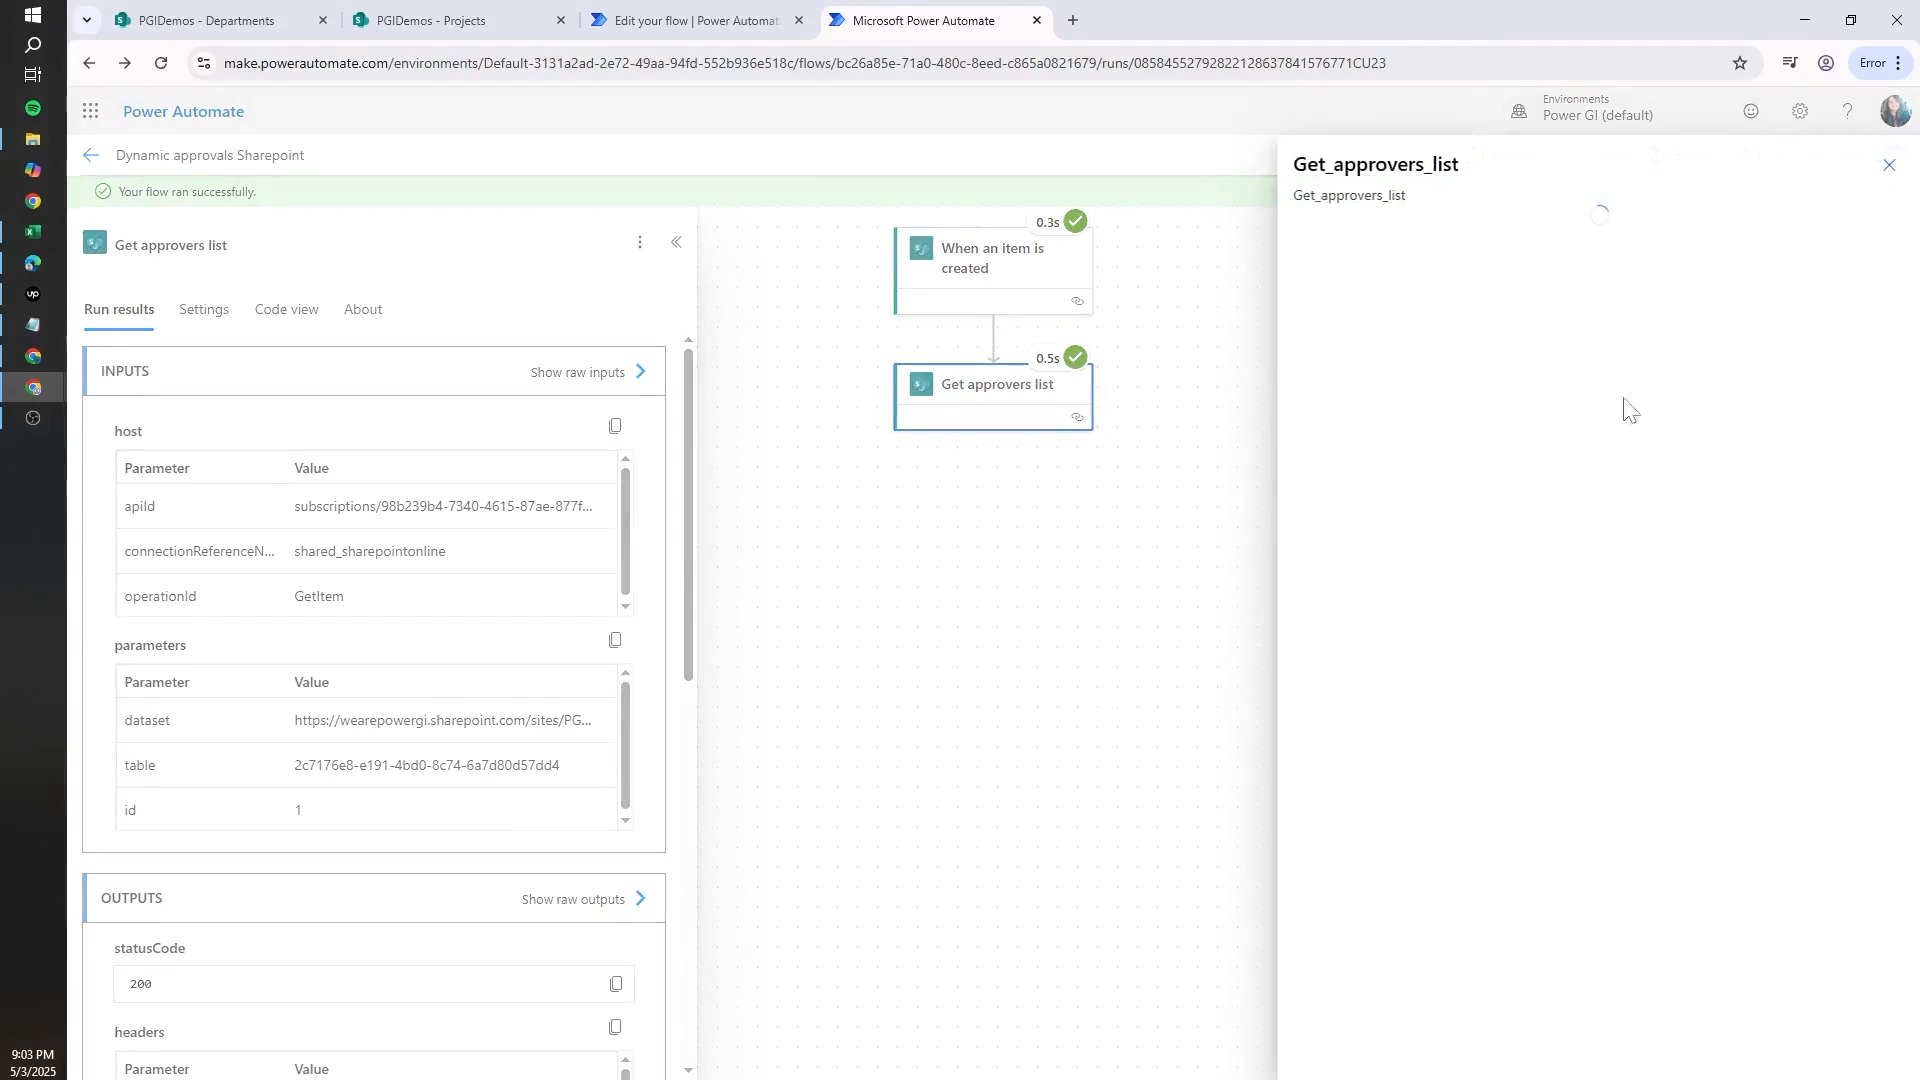 PGIDemos - Departments
PGIDemos - Projects
Edit your flow | Power Automat
Microsoft Power Automate
make.powerautomate.com/environments/Default-3131a2ad-2e72-49aa-94fd-552b936e518c/flows/bc26a85e-71a0-480c-8eed-c865a0821679/runs/08584552792822128637841576771CU23
Error
Power Automate
Environments
Power GI (default)
Dynamic approvals Sharepoint
Your flow ran successfully.
Get approvers list
Run results
Settings
Code view
About
INPUTS
Show raw inputs
host
Parameter
Value
apiId
subscriptions/98b239b4-7340-4615-87ae-877f...
connectionReferenceN...
shared_sharepointonline
operationId
GetItem
parameters
Parameter
Value
dataset
https://wearepowergi.sharepoint.com/sites/PG...
table
2c7176e8-e191-4bd0-8c74-6a7d80d57dd4
id
1
OUTPUTS
Show raw outputs
statusCode
200
headers
Parameter
Value
0.3s
When an item is
created
0.5s
Get approvers list
Get_approvers_list
Get_approvers_list
up
9:03 PM
5/3/2025